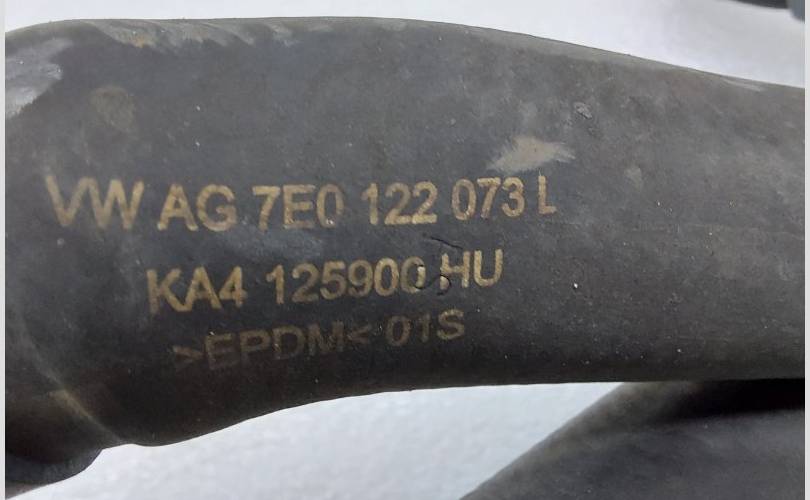 VW AG 7E0 122 073 L
KA4 125900 HU
>EPDM< 01S